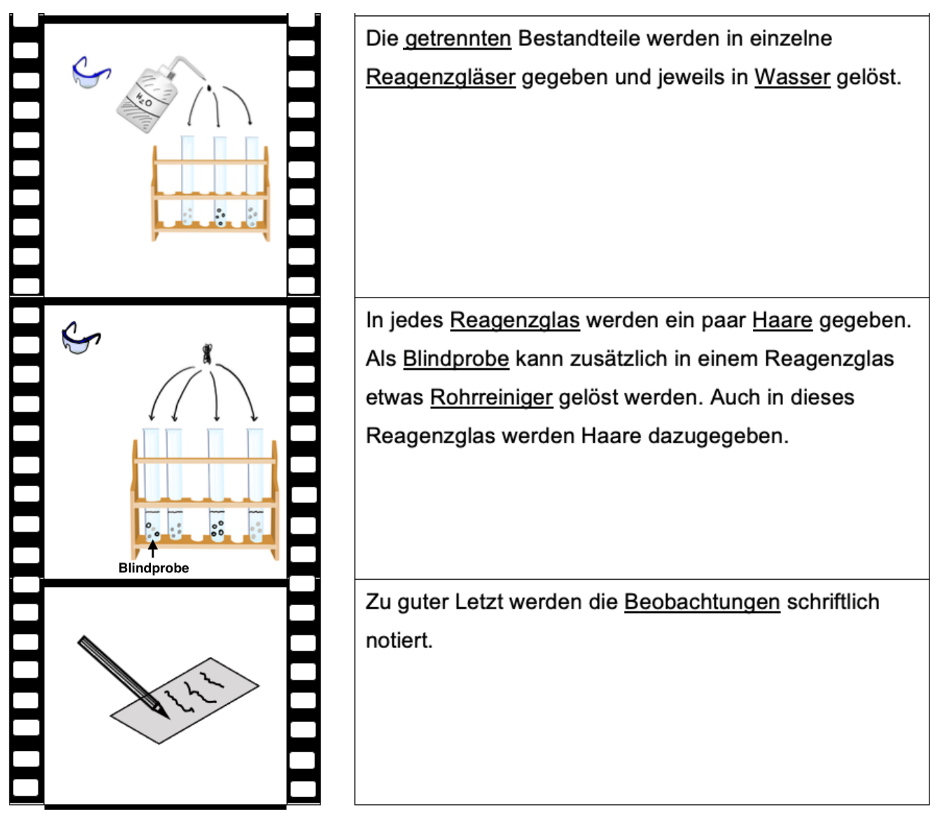 H₂O
Die getrennten Bestandteile werden in einzelne
Reagenzgläser gegeben und jeweils in Wasser gelöst.
In jedes Reagenzglas werden ein paar Haare gegeben.
Als Blindprobe kann zusätzlich in einem Reagenzglas
etwas Rohrreiniger gelöst werden. Auch in dieses
Reagenzglas werden Haare dazugegeben.
Blindprobe
Zu guter Letzt werden die Beobachtungen schriftlich
notiert.